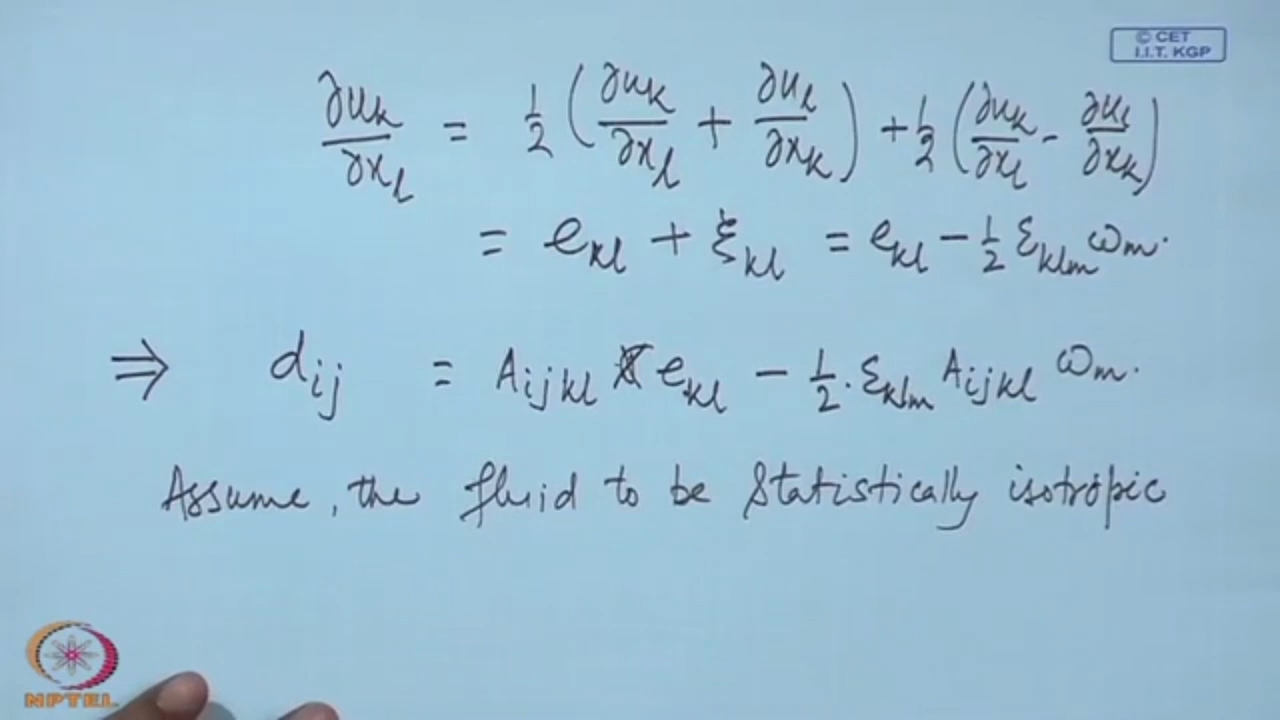 © CET
I.I.T. KGP
∂u_k/∂x_l = 1/2 (∂u_k/∂x_l + ∂u_l/∂x_k) + 1/2 (∂u_k/∂x_l - ∂u_l/∂x_k)
= e_kl + ξ_kl = e_kl - 1/2 ε_klm ω_m.
⇒ d_ij = A_ijkl e_kl - 1/2 . ε_klm A_ijkl ω_m.
Assume, the fluid to be statistically isotropic
NPTEL